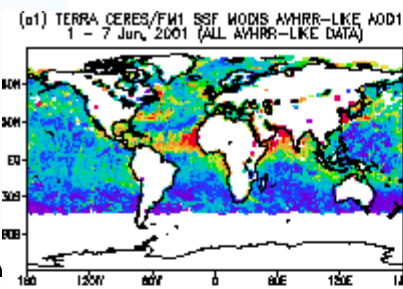 (a1) TERRA CERES/FM1 SSF MODIS AVHRR-LIKE AOD1
1 - 7 Jun, 2001 (ALL AVHRR-LIKE DATA)
60N
30N
EQ
30S
60S
180 120W 60W 0 60E 120E